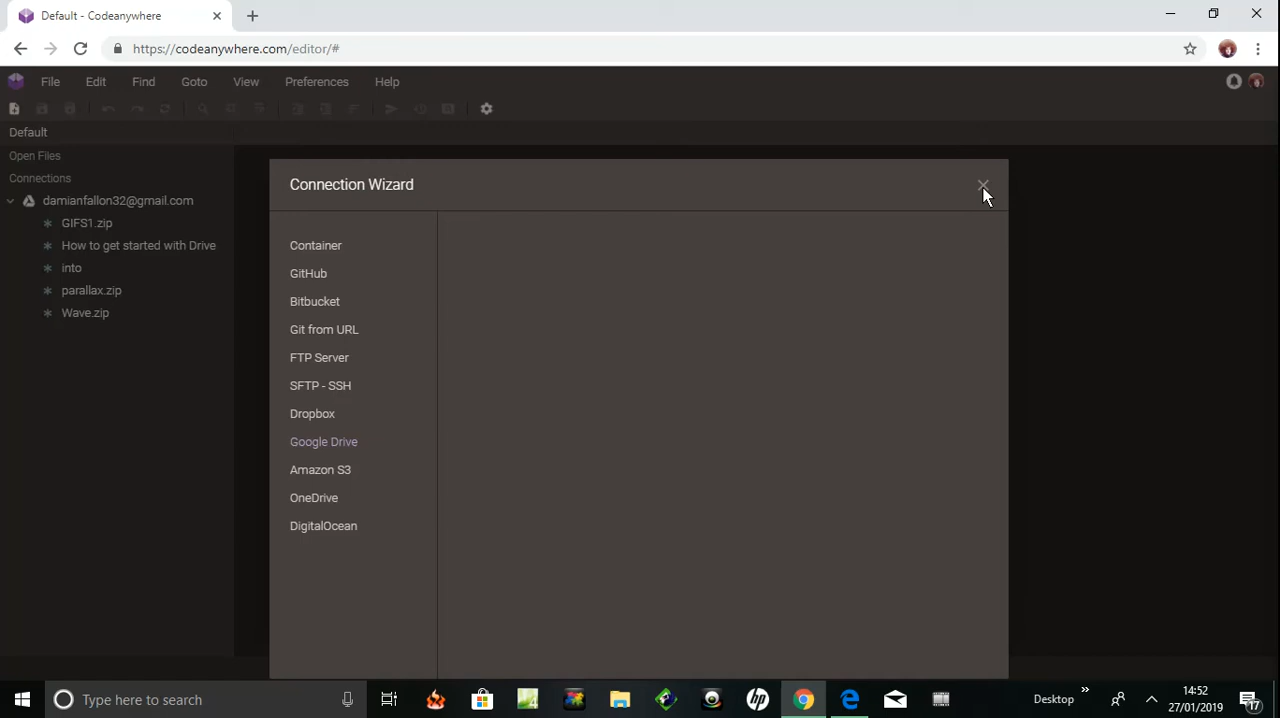 Default - Codeanywhere
https://codeanywhere.com/editor/#
File Edit Find Goto View Preferences Help
Default
Open Files
Connections
damianfallon32@gmail.com
GIFS1.zip
How to get started with Drive
into
parallax.zip
Wave.zip
Connection Wizard
Container
GitHub
Bitbucket
Git from URL
FTP Server
SFTP - SSH
Dropbox
Google Drive
Amazon S3
OneDrive
DigitalOcean
Type here to search
Desktop
4:52
27/01/2019
17